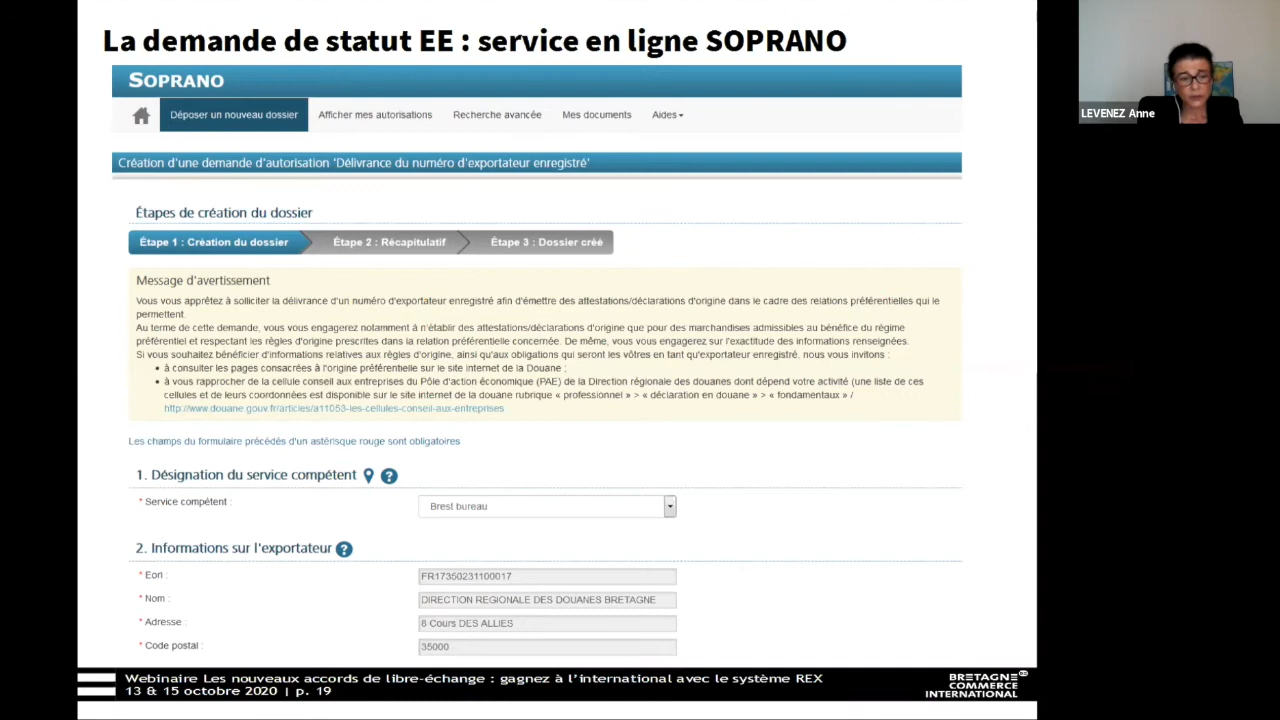 La demande de statut EE : service en ligne SOPRANO
SOPRANO
Déposer un nouveau dossier
Afficher mes autorisations
Recherche avancée
Mes documents
Aides
LEVENEZ Anne
Création d'une demande d'autorisation 'Délivrance du numéro d'exportateur enregistré'
Étapes de création du dossier
Étape 1 : Création du dossier
Étape 2 : Récapitulatif
Étape 3 : Dossier créé
Message d'avertissement
Vous vous apprêtez à solliciter la délivrance d'un numéro d'exportateur enregistré afin d'émettre des attestations/déclarations d'origine dans le cadre des relations préférentielles qui le
permettent.
Au terme de cette demande, vous vous engagerez notamment à n'établir des attestations/déclarations d'origine que pour des marchandises admissibles au bénéfice du régime
préférentiel et respectant les règles d'origine prescrites dans la relation préférentielle concernée. De même, vous vous engagerez sur l'exactitude des informations renseignées.
Si vous souhaitez bénéficier d'informations relatives aux règles d'origine, ainsi qu'aux obligations qui seront les vôtres en tant qu'exportateur enregistré, nous vous invitons :
• à consulter les pages consacrées à l'origine préférentielle sur le site internet de la Douane ;
• à vous rapprocher de la cellule conseil aux entreprises du Pôle d'action économique (PAE) de la Direction régionale des douanes dont dépend votre activité (une liste de ces
cellules et de leurs coordonnées est disponible sur le site internet de la douane rubrique « professionnel » > « déclaration en douane » > « fondamentaux » /
http://www.douane.gouv.fr/articles/a11053-les-cellules-conseil-aux-entreprises
Les champs du formulaire précédés d'un astérisque rouge sont obligatoires
1. Désignation du service compétent ?
* Service compétent :
Brest bureau
2. Informations sur l'exportateur ?
* Eori :
FR17350231100017
* Nom :
DIRECTION REGIONALE DES DOUANES BRETAGNE
* Adresse :
8 Cours DES ALLIES
* Code postal :
35000
Webinaire Les nouveaux accords de libre-échange : gagnez à l'international avec le système REX
13 & 15 octobre 2020 | p. 19
BRETAGNE
COMMERCE
INTERNATIONAL